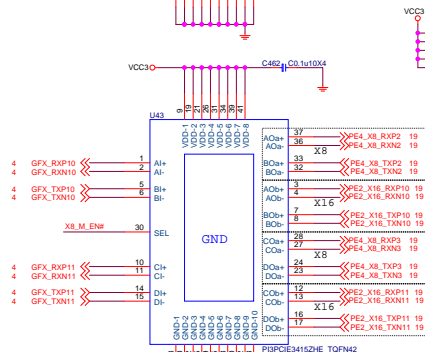 VCC3
VCC3
C462 C0.1u10X4
U43
9 19 21 26 31 34 39 41
VDD-1 VDD-2 VDD-3 VDD-4 VDD-5 VDD-6 VDD-7 VDD-8
4 GFX_RXP10 1 AI+ AOa+ 37 PE4_X8_RXP2 19
4 GFX_RXN10 2 AI- AOa- 36 PE4_X8_RXN2 19
X8
4 GFX_TXP10 5 BI+ BOa+ 33 PE4_X8_TXP2 19
4 GFX_TXN10 6 BI- BOa- 32 PE4_X8_TXN2 19
AOb+ 3 PE2_X16_RXP10 19
AOb- 4 PE2_X16_RXN10 19
X16
BOb+ 7 PE2_X16_TXP10 19
BOb- 8 PE2_X16_TXN10 19
X8_M_EN# 30 SEL
GND
COa+ 28 PE4_X8_RXP3 19
COa- 27 PE4_X8_RXN3 19
X8
4 GFX_RXP11 10 CI+ DOa+ 24 PE4_X8_TXP3 19
4 GFX_RXN11 11 CI- DOa- 23 PE4_X8_TXN3 19
4 GFX_TXP11 14 DI+ COb+ 12 PE2_X16_RXP11 19
4 GFX_TXN11 15 DI- COb- 13 PE2_X16_RXN11 19
X16
DOb+ 16 PE2_X16_TXP11 19
DOb- 17 PE2_X16_TXN11 19
GND-1 GND-2 GND-3 GND-4 GND-5 GND-6 GND-7 GND-8 GND-9 GND-10
PI3PCIE3415ZHE_TQFN42